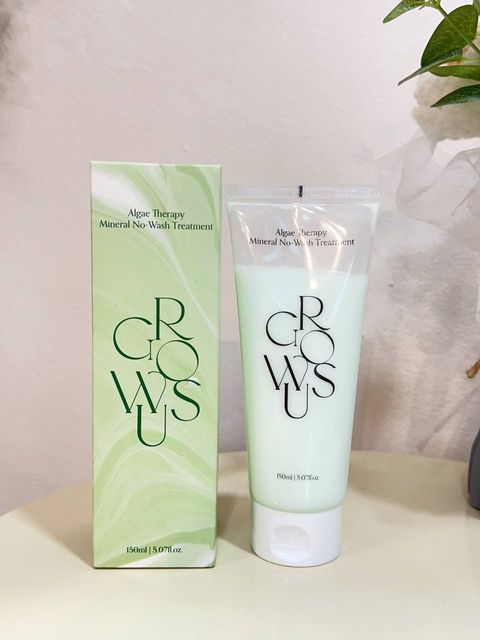 Algae Therapy
Mineral No-Wash Treatment
GROWUS
150ml | 5.07fl.oz.
Algae Therapy
Mineral No-Wash Treatment
GROWUS
150ml | 5.07fl.oz.